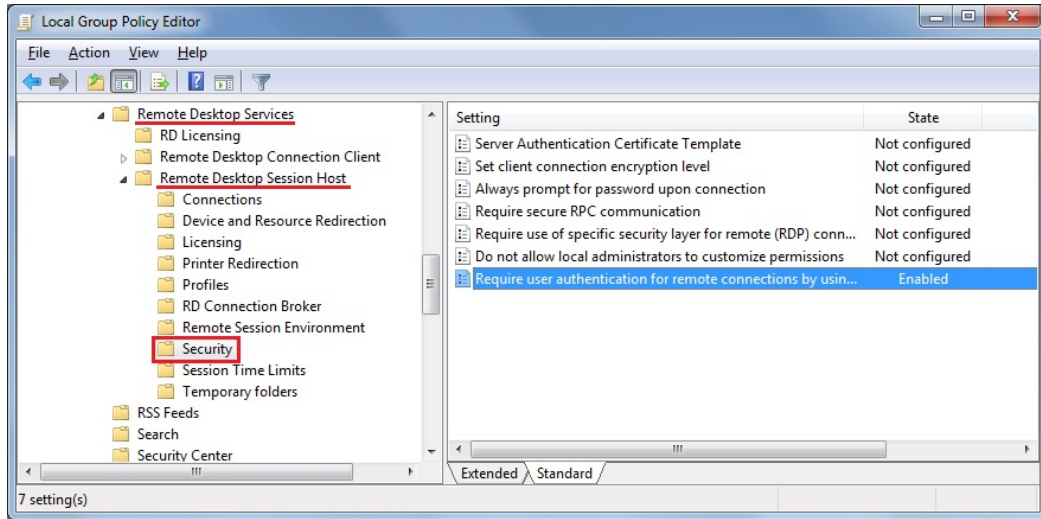 Local Group Policy Editor
File Action View Help
Remote Desktop Services
RD Licensing
Remote Desktop Connection Client
Remote Desktop Session Host
Connections
Device and Resource Redirection
Licensing
Printer Redirection
Profiles
RD Connection Broker
Remote Session Environment
Security
Session Time Limits
Temporary folders
RSS Feeds
Search
Security Center
Setting State
Server Authentication Certificate Template Not configured
Set client connection encryption level Not configured
Always prompt for password upon connection Not configured
Require secure RPC communication Not configured
Require use of specific security layer for remote (RDP) conn... Not configured
Do not allow local administrators to customize permissions Not configured
Require user authentication for remote connections by usin... Enabled
Extended Standard
7 setting(s)